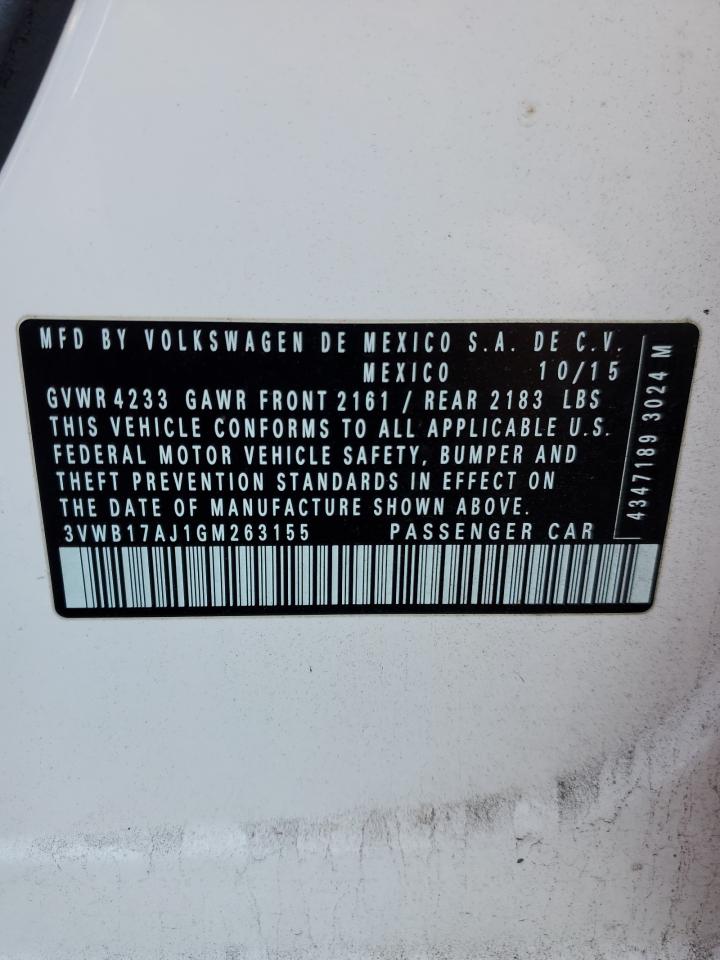 MFD BY VOLKSWAGEN DE MEXICO S.A. DE C.V.
MEXICO 10/15
GVWR 4233 GAWR FRONT 2161 / REAR 2183 LBS
THIS VEHICLE CONFORMS TO ALL APPLICABLE U.S.
FEDERAL MOTOR VEHICLE SAFETY, BUMPER AND
THEFT PREVENTION STANDARDS IN EFFECT ON
THE DATE OF MANUFACTURE SHOWN ABOVE.
3VWB17AJ1GM263155 PASSENGER CAR
4347189 3024 M